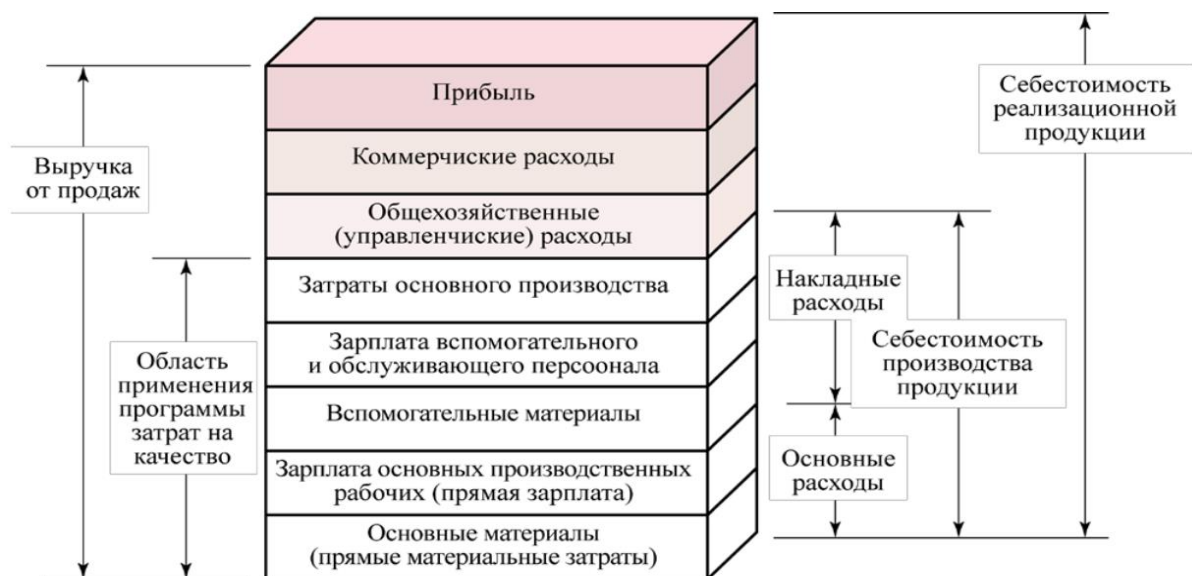 Прибыль
Коммерчиские расходы
Общехозяйственные
(управленчиские) расходы
Затраты основного производства
Зарплата вспомогательного
и обслуживающего персоонала
Вспомогательные материалы
Зарплата основных производственных
рабочих (прямая зарплата)
Основные материалы
(прямые материальные затраты)
Выручка
от продаж
Область
применения
программы
затрат на
качество
Накладные
расходы
Основные
расходы
Себестоимость
производства
продукции
Себестоимость
реализационной
продукции